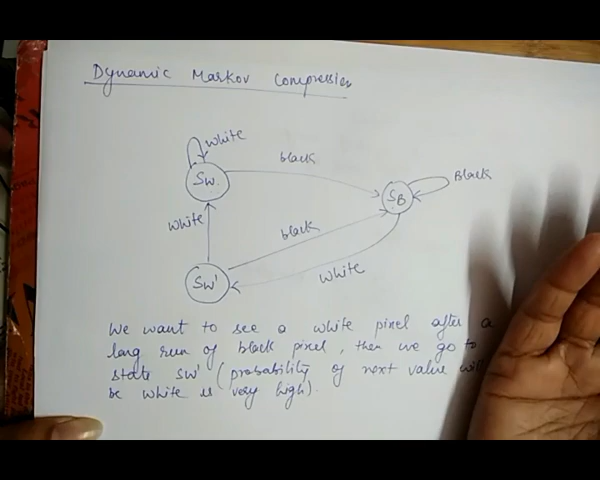 Dynamic Markov Compression
white
Sw
black
SB
Black
white
black
Sw'
white
We want to see a white pixel after a
long run of black pixel, then we go to
state sw' (probability of next value will
be white is very high).